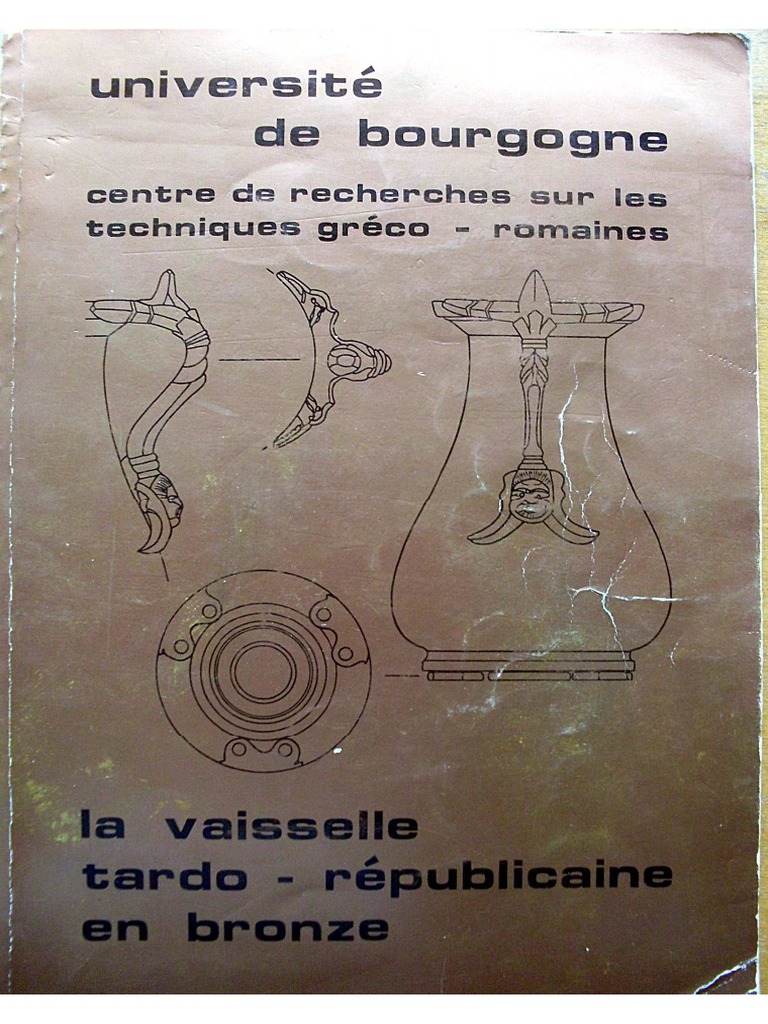 université
de bourgogne
centre de recherches sur les
techniques gréco - romaines
la vaisselle
tardo - républicaine
en bronze